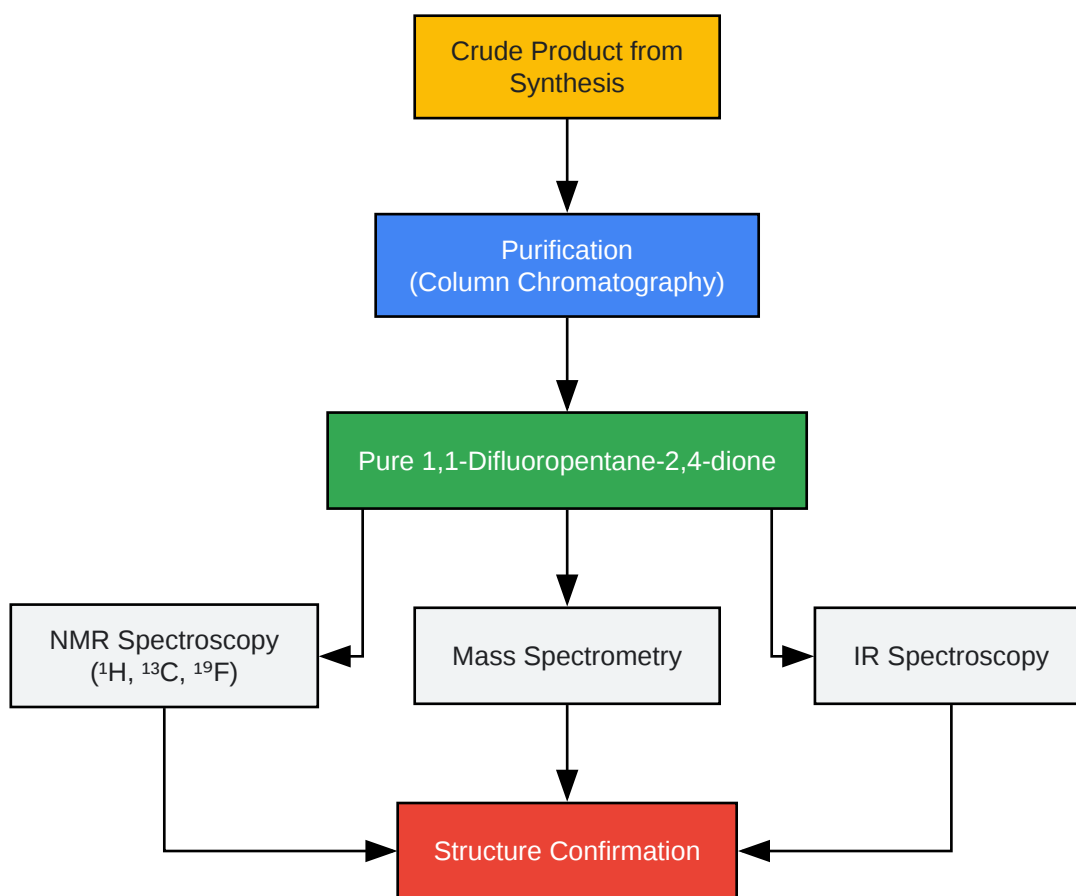 Crude Product from
Synthesis
Purification
(Column Chromatography)
Pure 1,1-Difluoropentane-2,4-dione
NMR Spectroscopy
(¹H, ¹³C, ¹⁹F)
Mass Spectrometry
IR Spectroscopy
Structure Confirmation